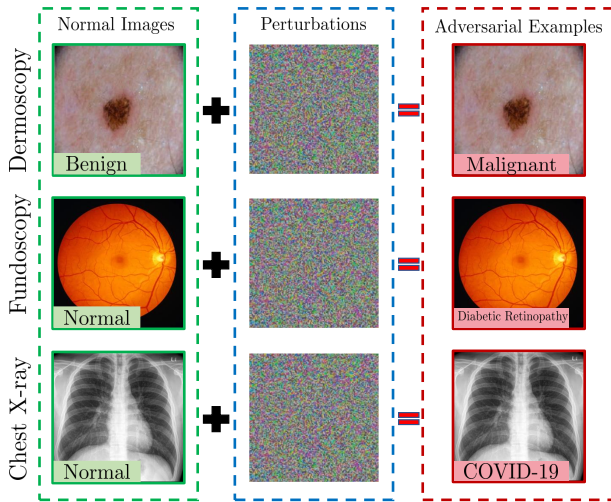 Normal Images
Perturbations
Adversarial Examples
Dermoscopy
Benign
Malignant
Fundoscopy
Normal
Diabetic Retinopathy
Chest X-ray
Normal
COVID-19